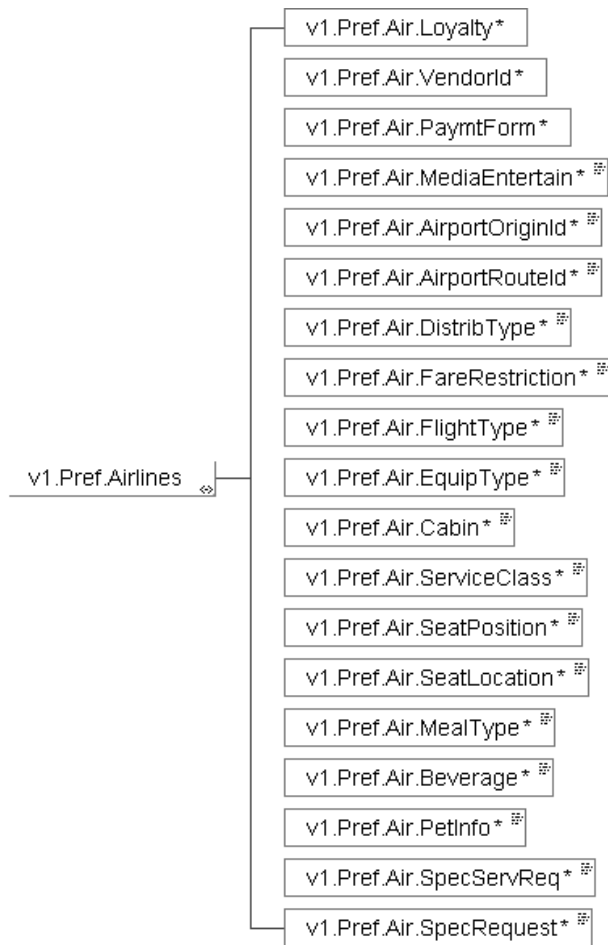 v1.Pref.Air.Loyalty*
v1.Pref.Air.VendorId*
v1.Pref.Air.PaymtForm*
v1.Pref.Air.MediaEntertain*
v1.Pref.Air.AirportOriginId*
v1.Pref.Air.AirportRouteId*
v1.Pref.Air.DistribType*
v1.Pref.Air.FareRestriction*
v1.Pref.Air.FlightType*
v1.Pref.Airlines
v1.Pref.Air.EquipType*
v1.Pref.Air.Cabin*
v1.Pref.Air.ServiceClass*
v1.Pref.Air.SeatPosition*
v1.Pref.Air.SeatLocation*
v1.Pref.Air.MealType*
v1.Pref.Air.Beverage*
v1.Pref.Air.PetInfo*
v1.Pref.Air.SpecServReq*
v1.Pref.Air.SpecRequest*